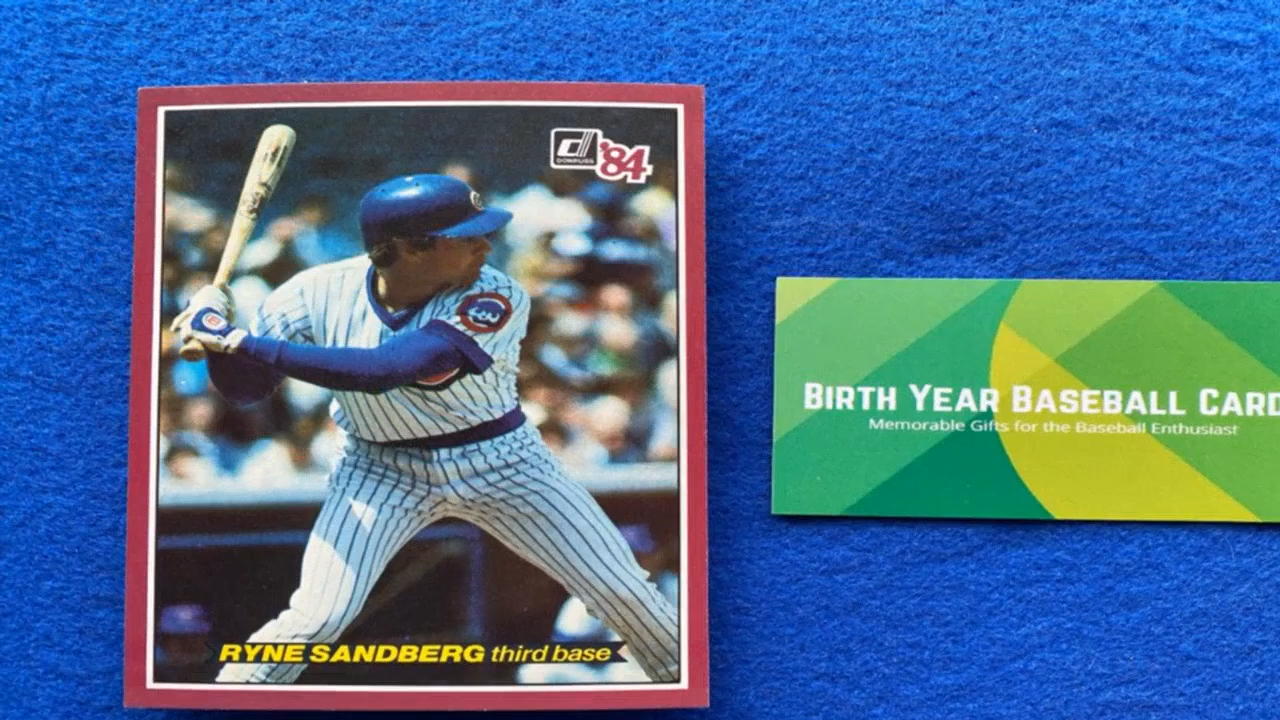 DONRUSS '84
RYNE SANDBERG third base
BIRTH YEAR BASEBALL CARD
Memorable Gifts for the Baseball Enthusiast